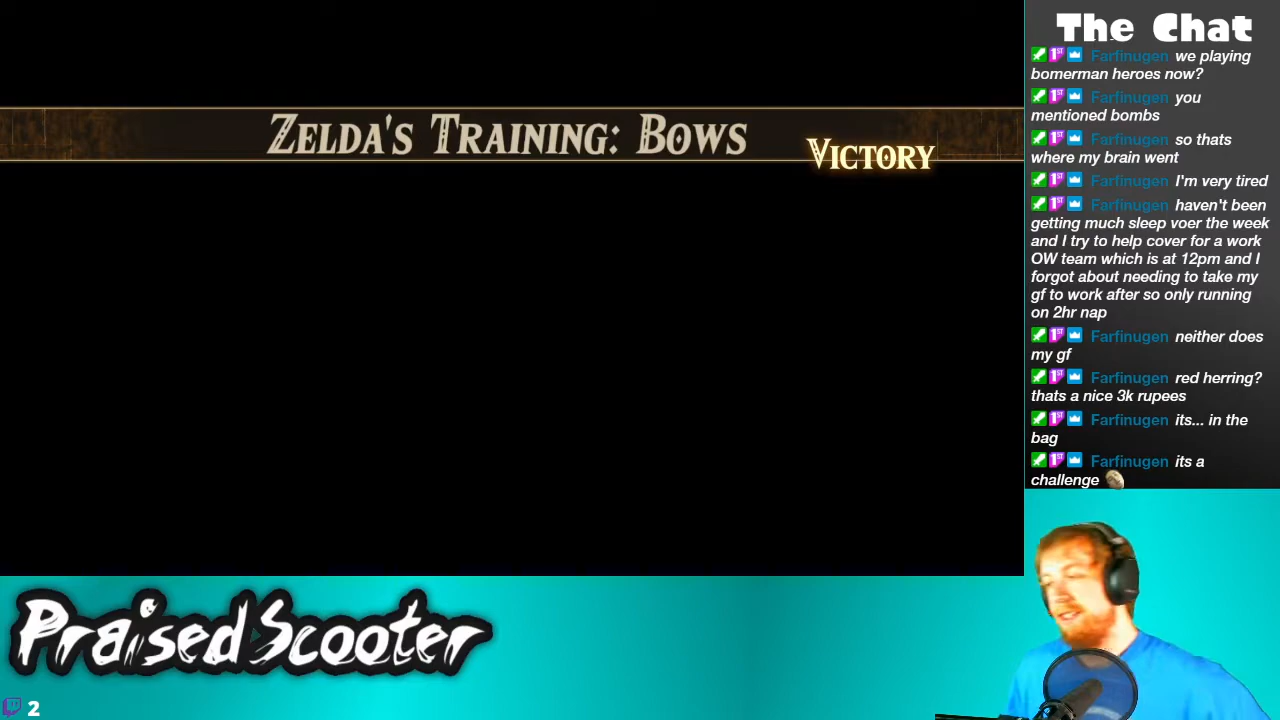 The Chat
Farfinugen we playing
bomerman heroes now?
Farfinugen you
mentioned bombs
Farfinugen so thats
where my brain went
Farfinugen I'm very tired
Farfinugen haven't been
getting much sleep voer the week
and I try to help cover for a work
OW team which is at 12pm and I
forgot about needing to take my
gf to work after so only running
on 2hr nap
Farfinugen neither does
my gf
Farfinugen red herring?
thats a nice 3k rupees
Farfinugen its... in the
bag
Farfinugen its a
challenge
Zelda's Training: Bows
Victory
PraisedScooter
2